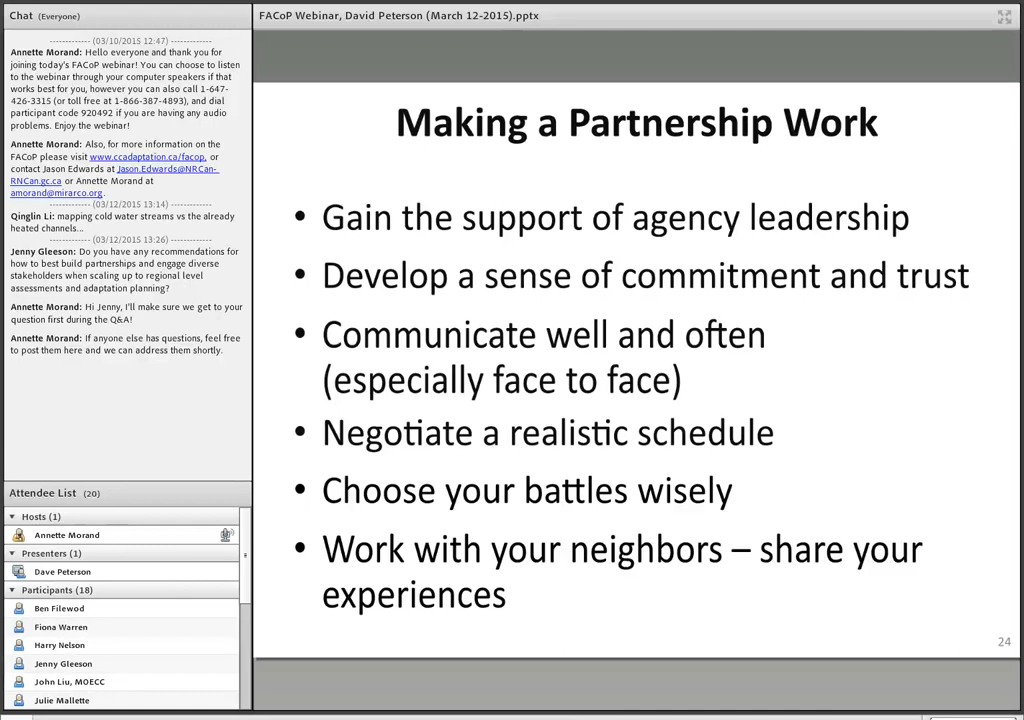 Chat (Everyone)
------------- (03/10/2015 12:47) -------------
Annette Morand: Hello everyone and thank you for
joining today's FACoP webinar! You can choose to listen
to the webinar through your computer speakers if that
works best for you, however you can also call 1-647-
426-3315 (or toll free at 1-866-387-4893), and dial
participant code 920492 if you are having any audio
problems. Enjoy the webinar!
Annette Morand: Also, for more information on the
FACoP please visit www.ccadaptation.ca/facop, or
contact Jason Edwards at Jason.Edwards@NRCan-
RNCan.gc.ca or Annette Morand at
amorand@mirarco.org.
------------- (03/12/2015 13:14) -------------
Qinglin Li: mapping cold water streams vs the already
heated channels...
------------- (03/12/2015 13:26) -------------
Jenny Gleeson: Do you have any recommendations for
how to best build partnerships and engage diverse
stakeholders when scaling up to regional level
assessments and adaptation planning?
Annette Morand: Hi Jenny, I'll make sure we get to your
question first during the Q&A!
Annette Morand: If anyone else has questions, feel free
to post them here and we can address them shortly.
Attendee List (20)
Hosts (1)
Annette Morand
Presenters (1)
Dave Peterson
Participants (18)
Ben Filewod
Fiona Warren
Harry Nelson
Jenny Gleeson
John Liu, MOECC
Julie Mallette
FACoP Webinar, David Peterson (March 12-2015).pptx
Making a Partnership Work
• Gain the support of agency leadership
• Develop a sense of commitment and trust
• Communicate well and often
(especially face to face)
• Negotiate a realistic schedule
• Choose your battles wisely
• Work with your neighbors – share your
experiences
24